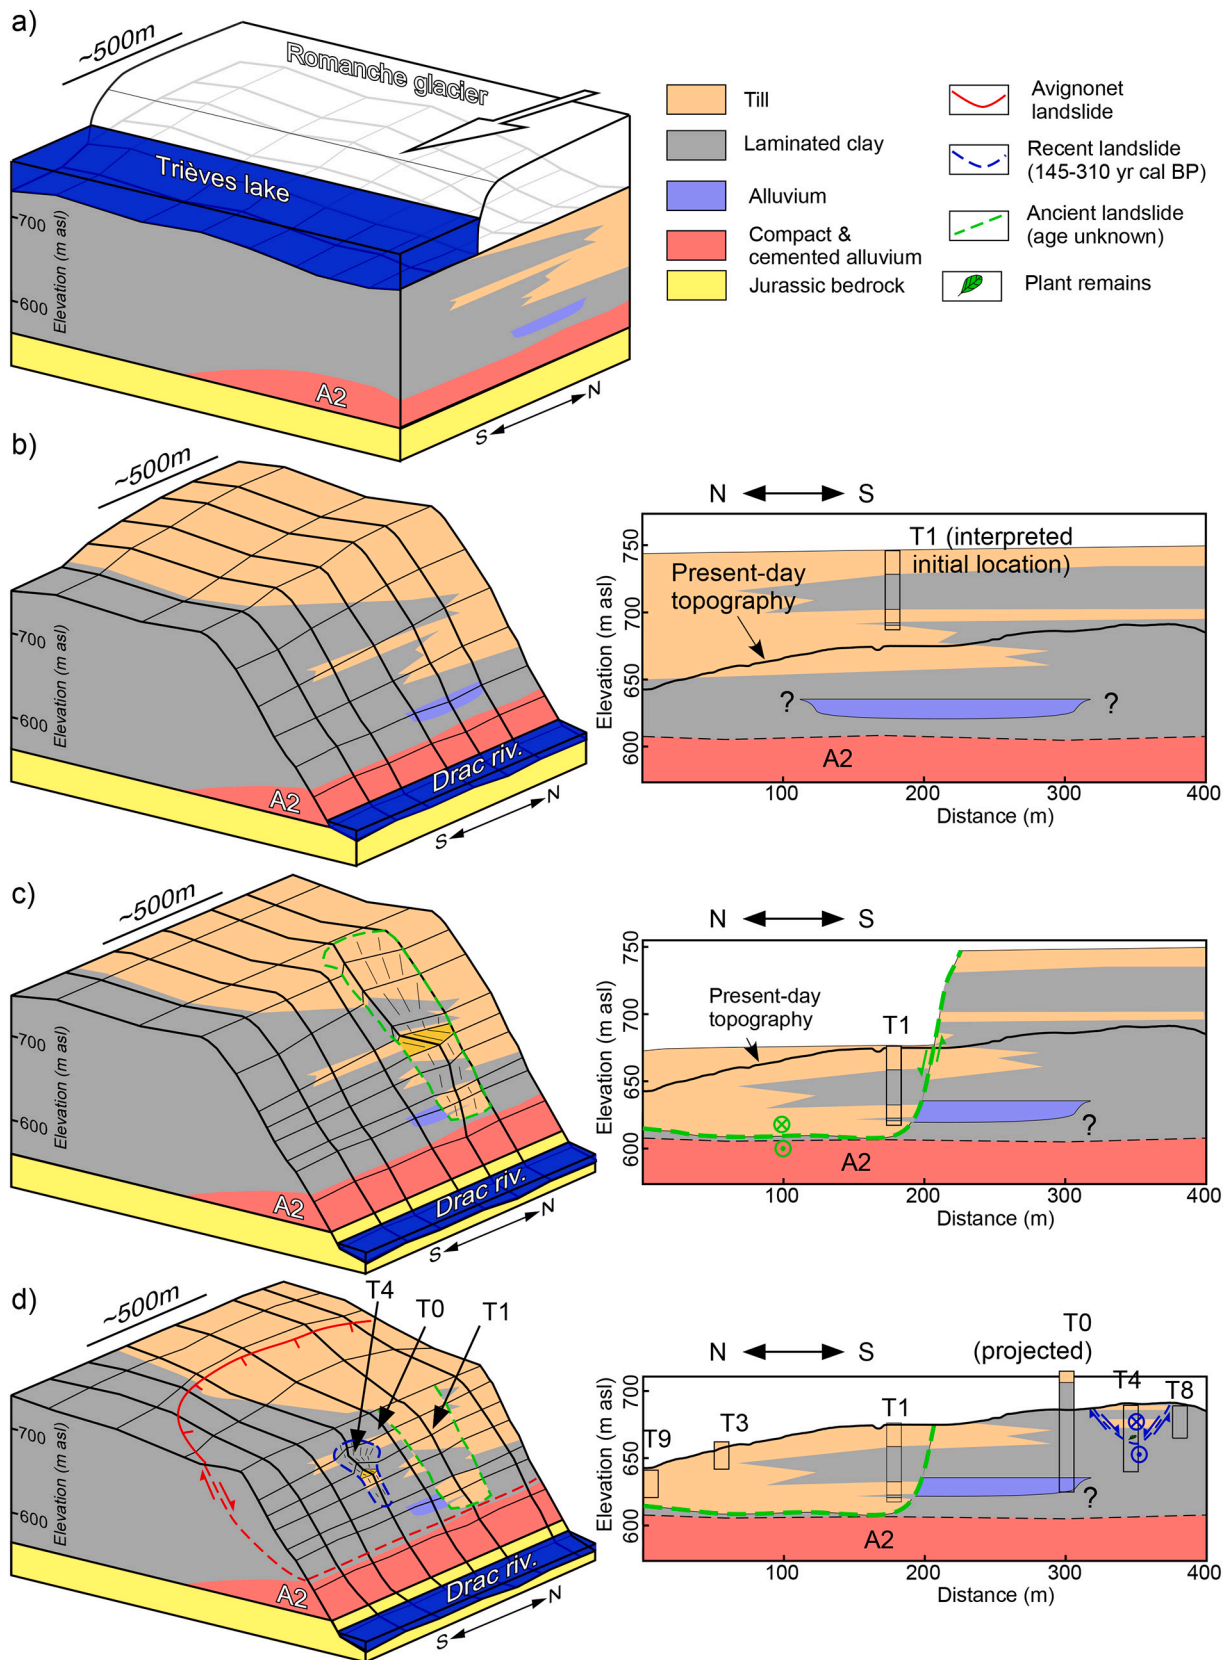 a)
~500m
Romanche glacier
Trièves lake
700
600
Elevation (m asl)
A2
S
N
Till
Laminated clay
Alluvium
Compact &
cemented alluvium
Jurassic bedrock
Avignonet
landslide
Recent landslide
(145-310 yr cal BP)
Ancient landslide
(age unknown)
Plant remains
b)
~500m
700
600
Elevation (m asl)
A2
Drac riv.
S
N
N
S
T1 (interpreted
initial location)
Present-day
topography
?
?
A2
Elevation (m asl)
750
700
650
600
100
200
300
400
Distance (m)
c)
~500m
700
600
Elevation (m asl)
A2
Drac riv.
S
N
N
S
Present-day
topography
T1
?
A2
Elevation (m asl)
750
700
650
600
100
200
300
400
Distance (m)
d)
~500m
T4
T0
T1
700
600
Elevation (m asl)
A2
Drac riv.
S
N
N
S
T0
(projected)
T9
T3
T1
T4
T8
?
A2
Elevation (m asl)
700
650
600
100
200
300
400
Distance (m)